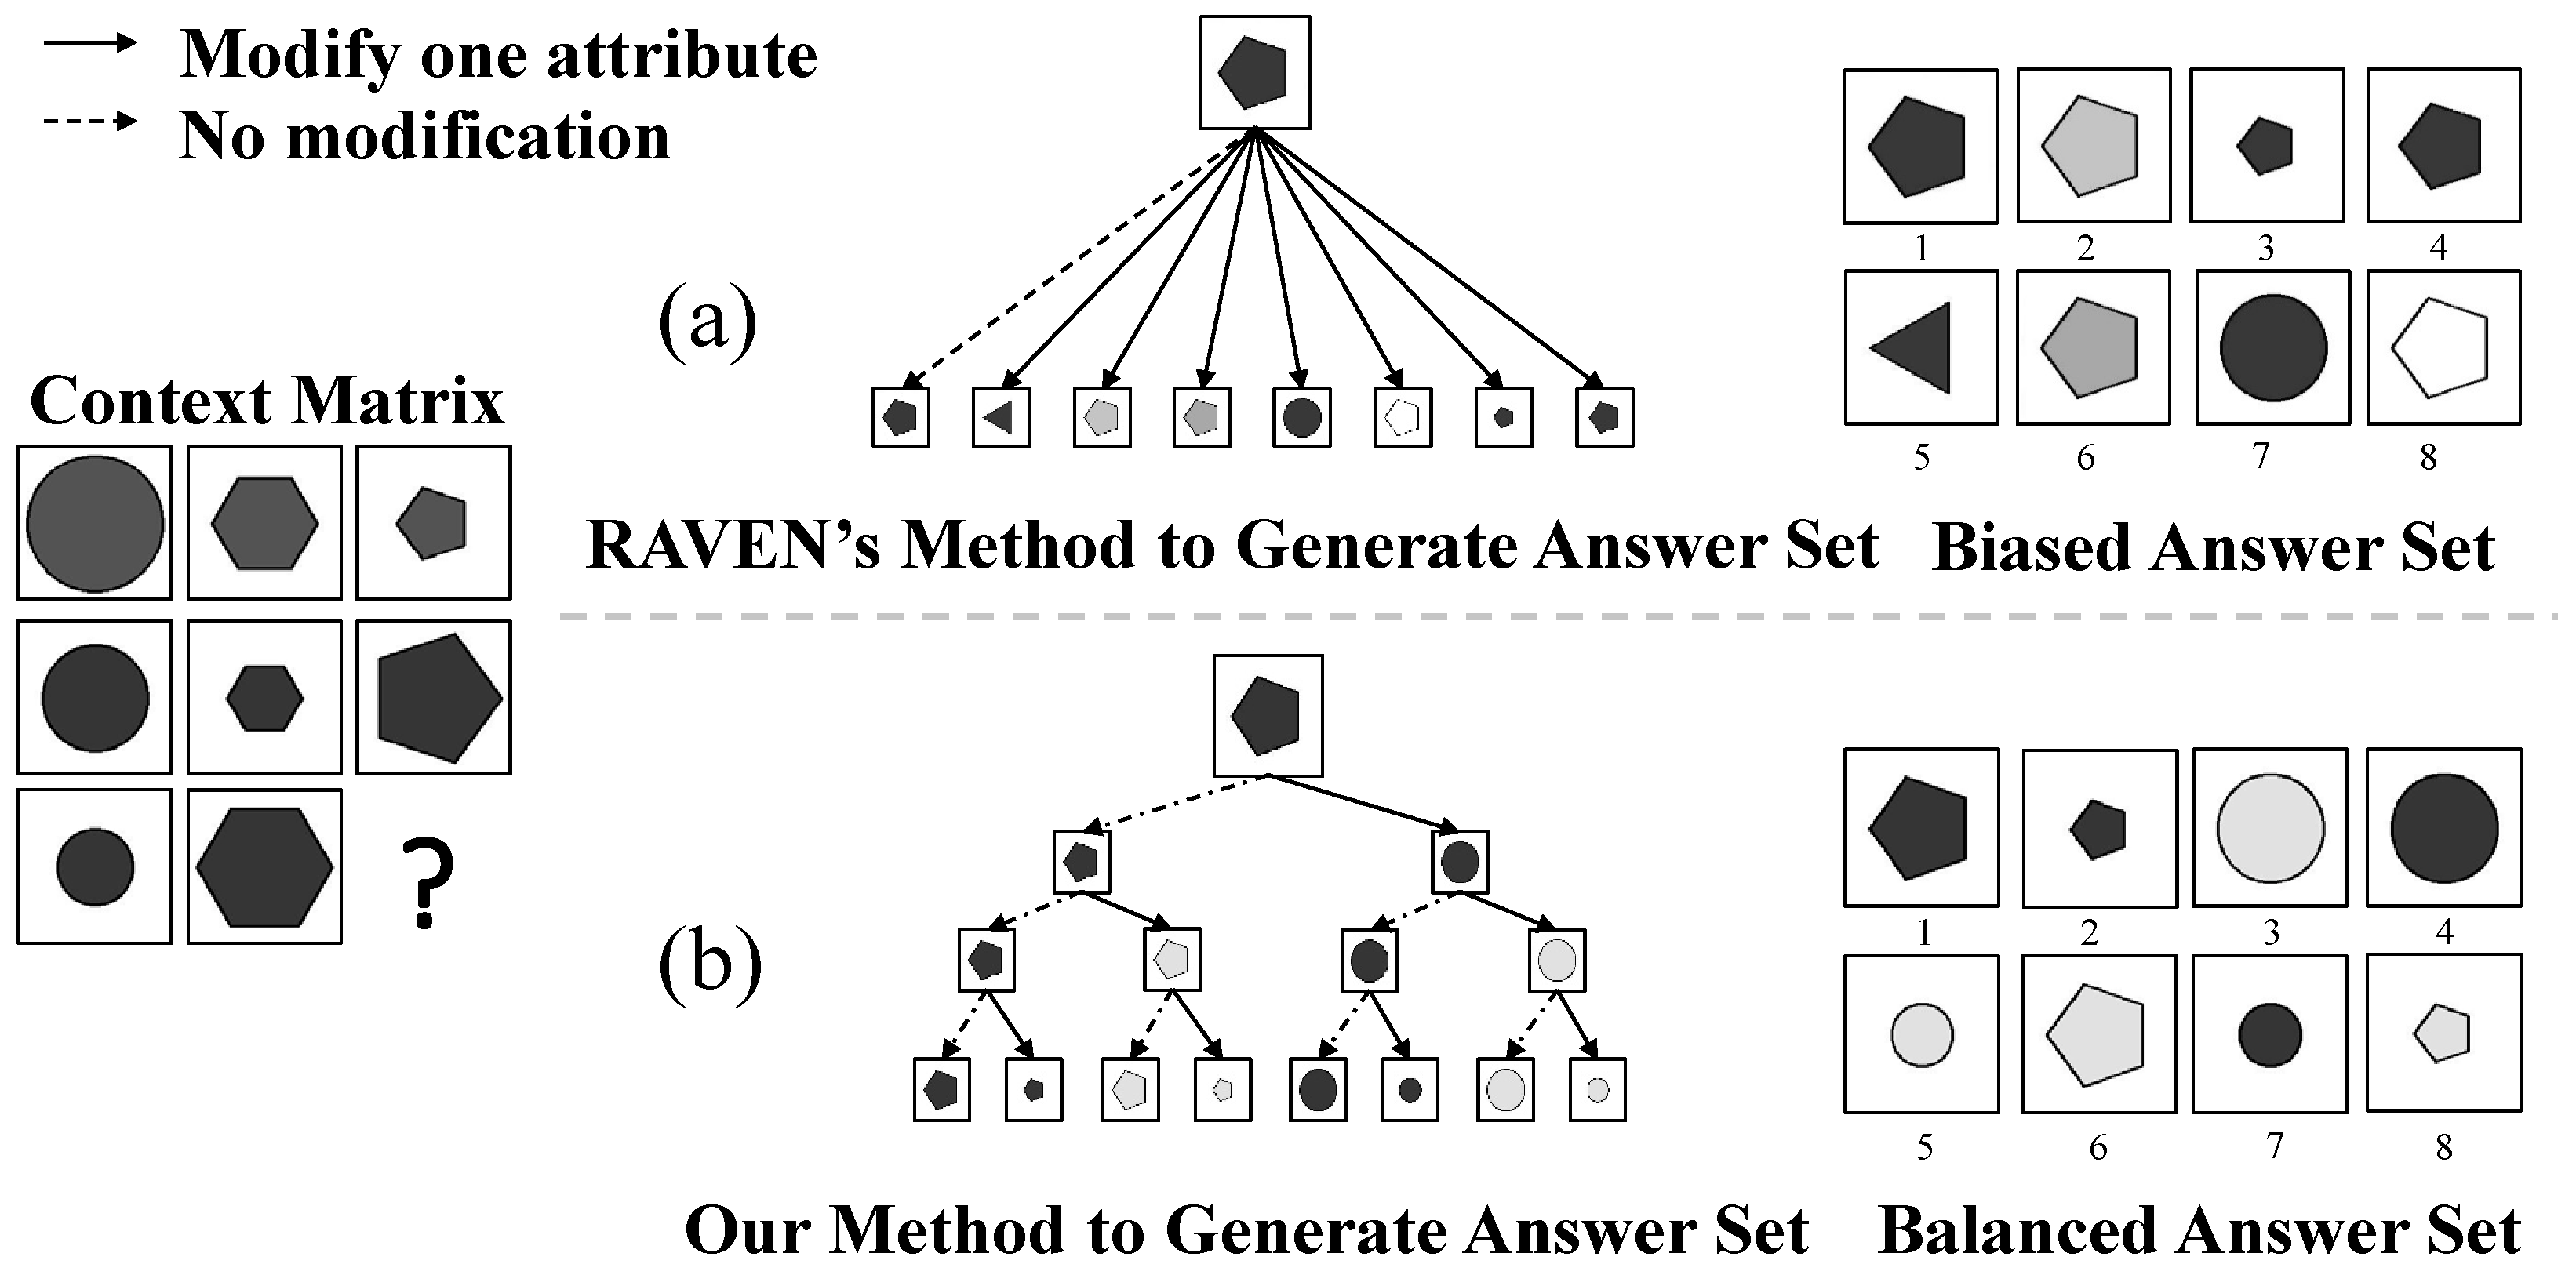 Modify one attribute
No modification
(a)
1 2 3 4
5 6 7 8
Context Matrix
RAVEN’s Method to Generate Answer Set Biased Answer Set
?
(b)
1 2 3 4
5 6 7 8
Our Method to Generate Answer Set Balanced Answer Set